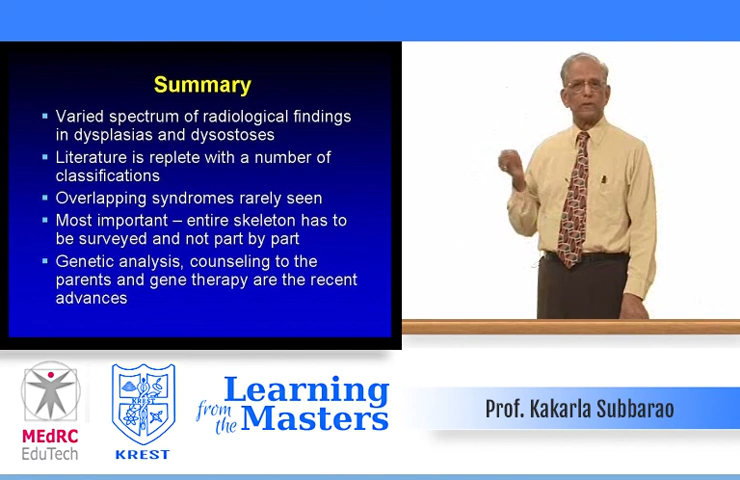 Summary
Varied spectrum of radiological findings
in dysplasias and dysostoses
Literature is replete with a number of
classifications
Overlapping syndromes rarely seen
Most important – entire skeleton has to
be surveyed and not part by part
Genetic analysis, counseling to the
parents and gene therapy are the recent
advances
MEdRC
EduTech
KREST
KREST
Learning
from the
Masters
Prof. Kakarla Subbarao